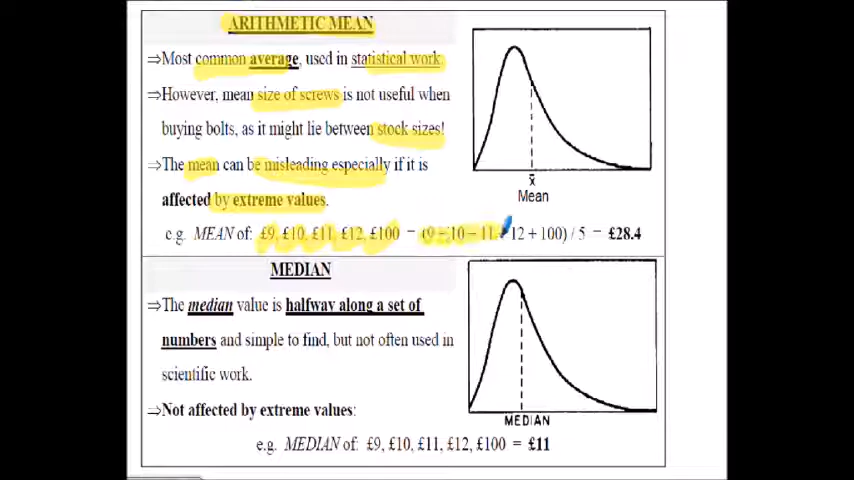 ARITHMETIC MEAN
⇒Most common average, used in statistical work.
⇒However, mean size of screws is not useful when
buying bolts, as it might lie between stock sizes!
⇒The mean can be misleading especially if it is
affected by extreme values.
e.g. MEAN of: £9, £10, £11, £12, £100 = (9+10+11+12+100) / 5 = £28.4
x̄
Mean
MEDIAN
⇒The median value is halfway along a set of
numbers and simple to find, but not often used in
scientific work.
⇒Not affected by extreme values:
e.g. MEDIAN of: £9, £10, £11, £12, £100 = £11
MEDIAN